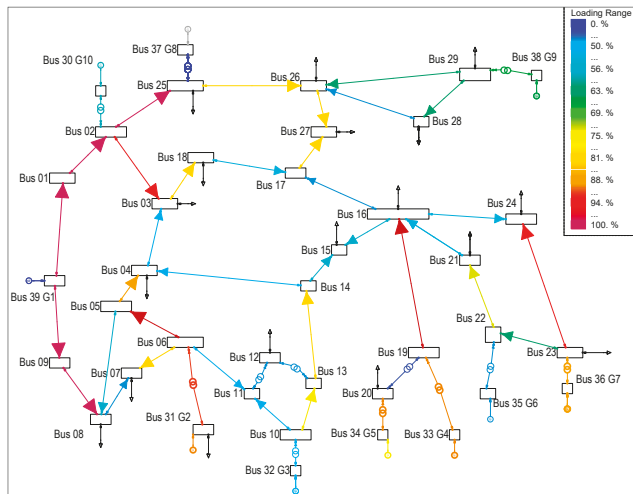 Loading Range
0. %
...
50. %
...
56. %
...
63. %
...
69. %
...
75. %
...
81. %
...
88. %
...
94. %
...
100. %
Bus 37 G8
Bus 30 G10
Bus 25
Bus 26
Bus 29
Bus 38 G9
Bus 28
Bus 02
Bus 27
Bus 18
Bus 01
Bus 17
Bus 03
Bus 16
Bus 24
Bus 15
Bus 21
Bus 04
Bus 14
Bus 39 G1
Bus 05
Bus 22
Bus 06
Bus 19
Bus 23
Bus 09
Bus 12
Bus 13
Bus 07
Bus 36 G7
Bus 11
Bus 20
Bus 35 G6
Bus 31 G2
Bus 08
Bus 10
Bus 34 G5
Bus 33 G4
Bus 32 G3